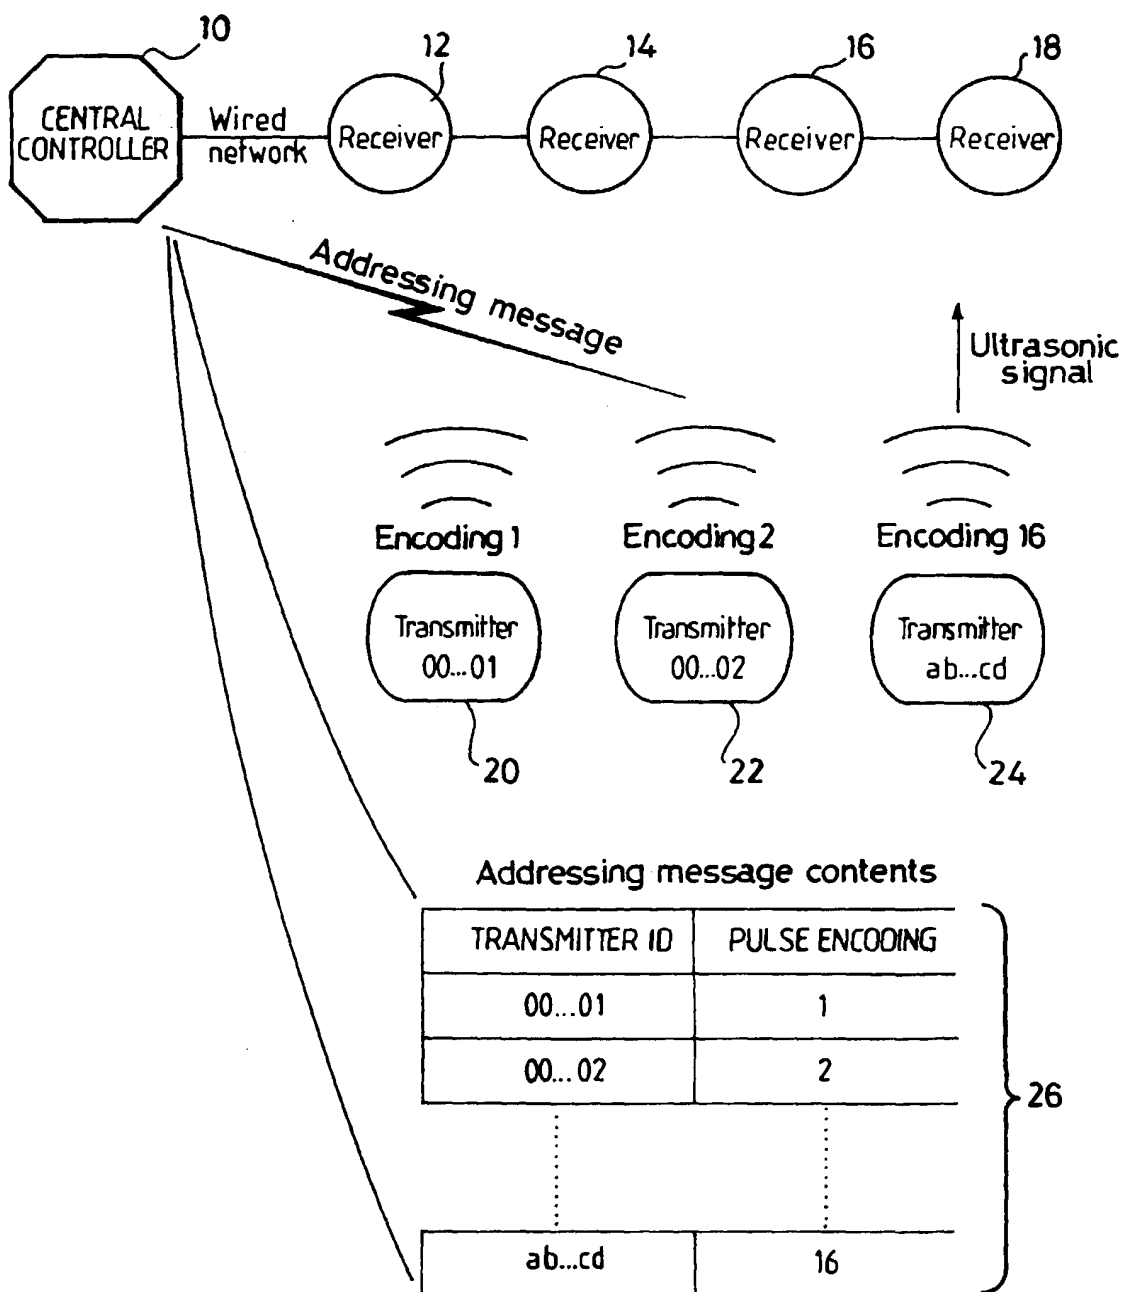 10
12
14
16
18
CENTRAL
CONTROLLER
Wired
network
Receiver
Receiver
Receiver
Receiver
Addressing message
Ultrasonic
signal
Encoding 1
Encoding 2
Encoding 16
Transmitter
00...01
Transmitter
00...02
Transmitter
ab...cd
20
22
24
Addressing message contents
TRANSMITTER ID PULSE ENCODING
00...01 1
00...02 2
26
ab...cd 16